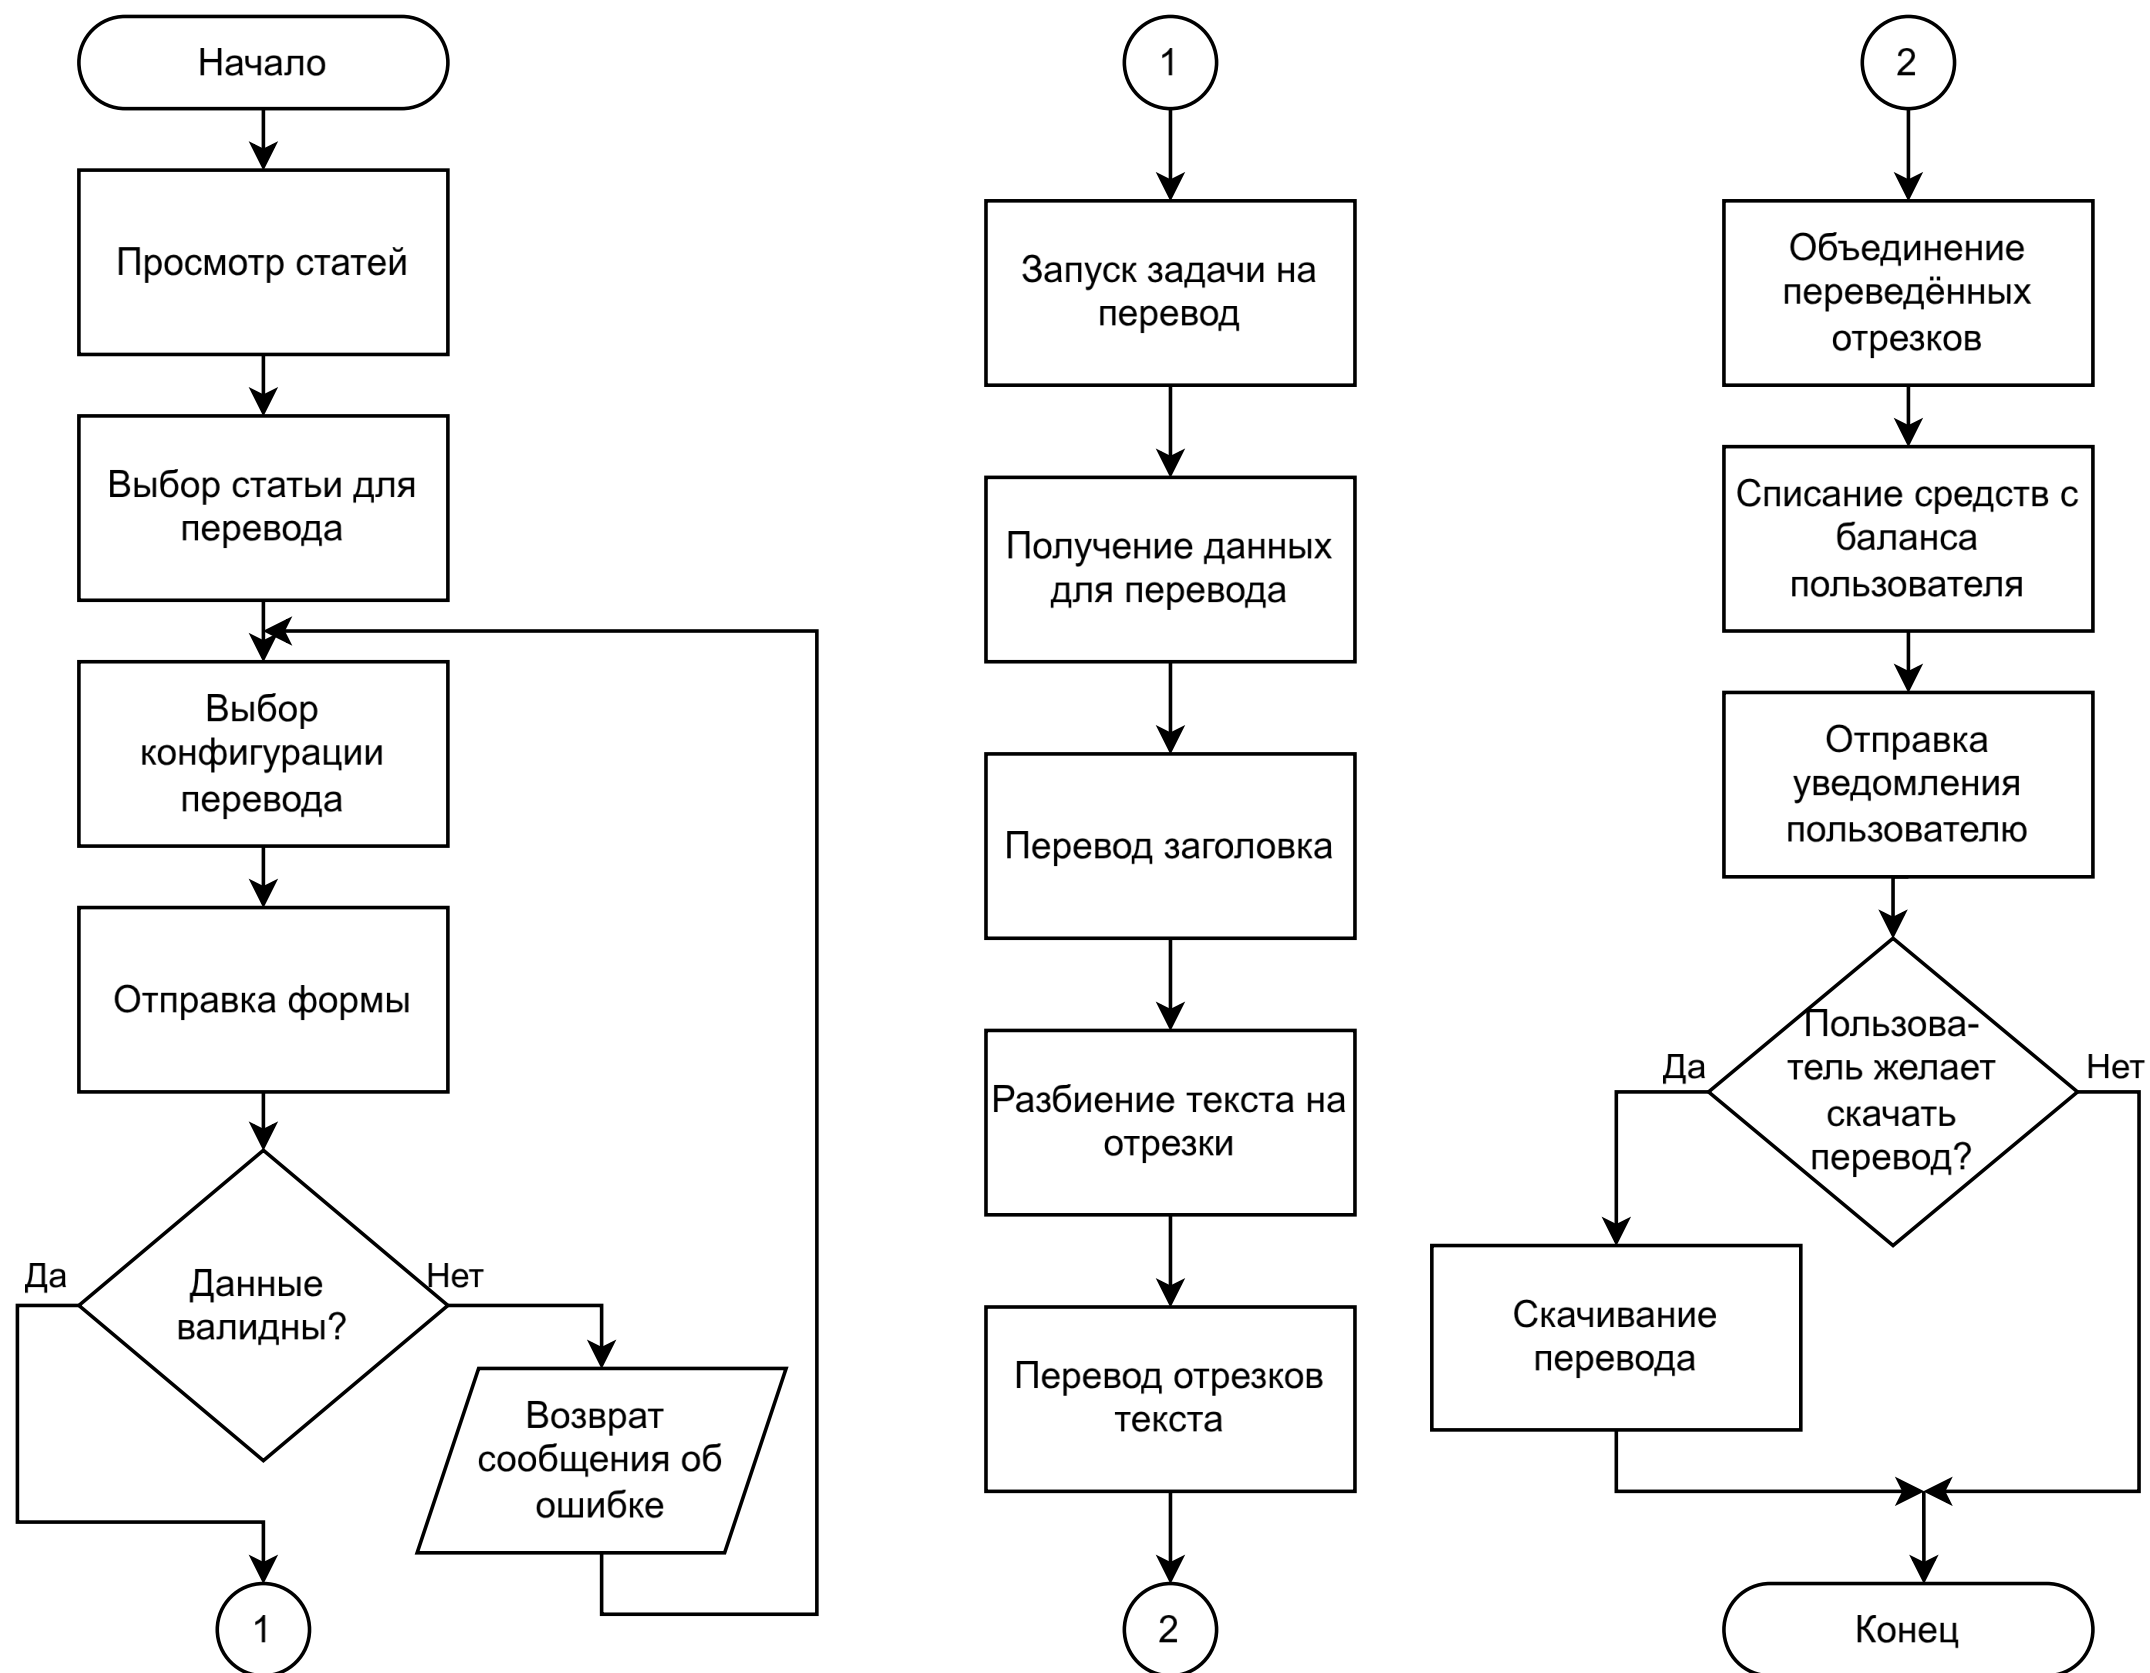 Начало
Просмотр статей
Выбор статьи для
перевода
Выбор
конфигурации
перевода
Отправка формы
Да
Нет
Данные
валидны?
Возврат
сообщения об
ошибке
1
1
Запуск задачи на
перевод
Получение данных
для перевода
Перевод заголовка
Разбиение текста на
отрезки
Перевод отрезков
текста
2
2
Объединение
переведённых
отрезков
Списание средств с
баланса
пользователя
Отправка
уведомления
пользователю
Пользова-
тель желает
скачать
перевод?
Да
Нет
Скачивание
перевода
Конец